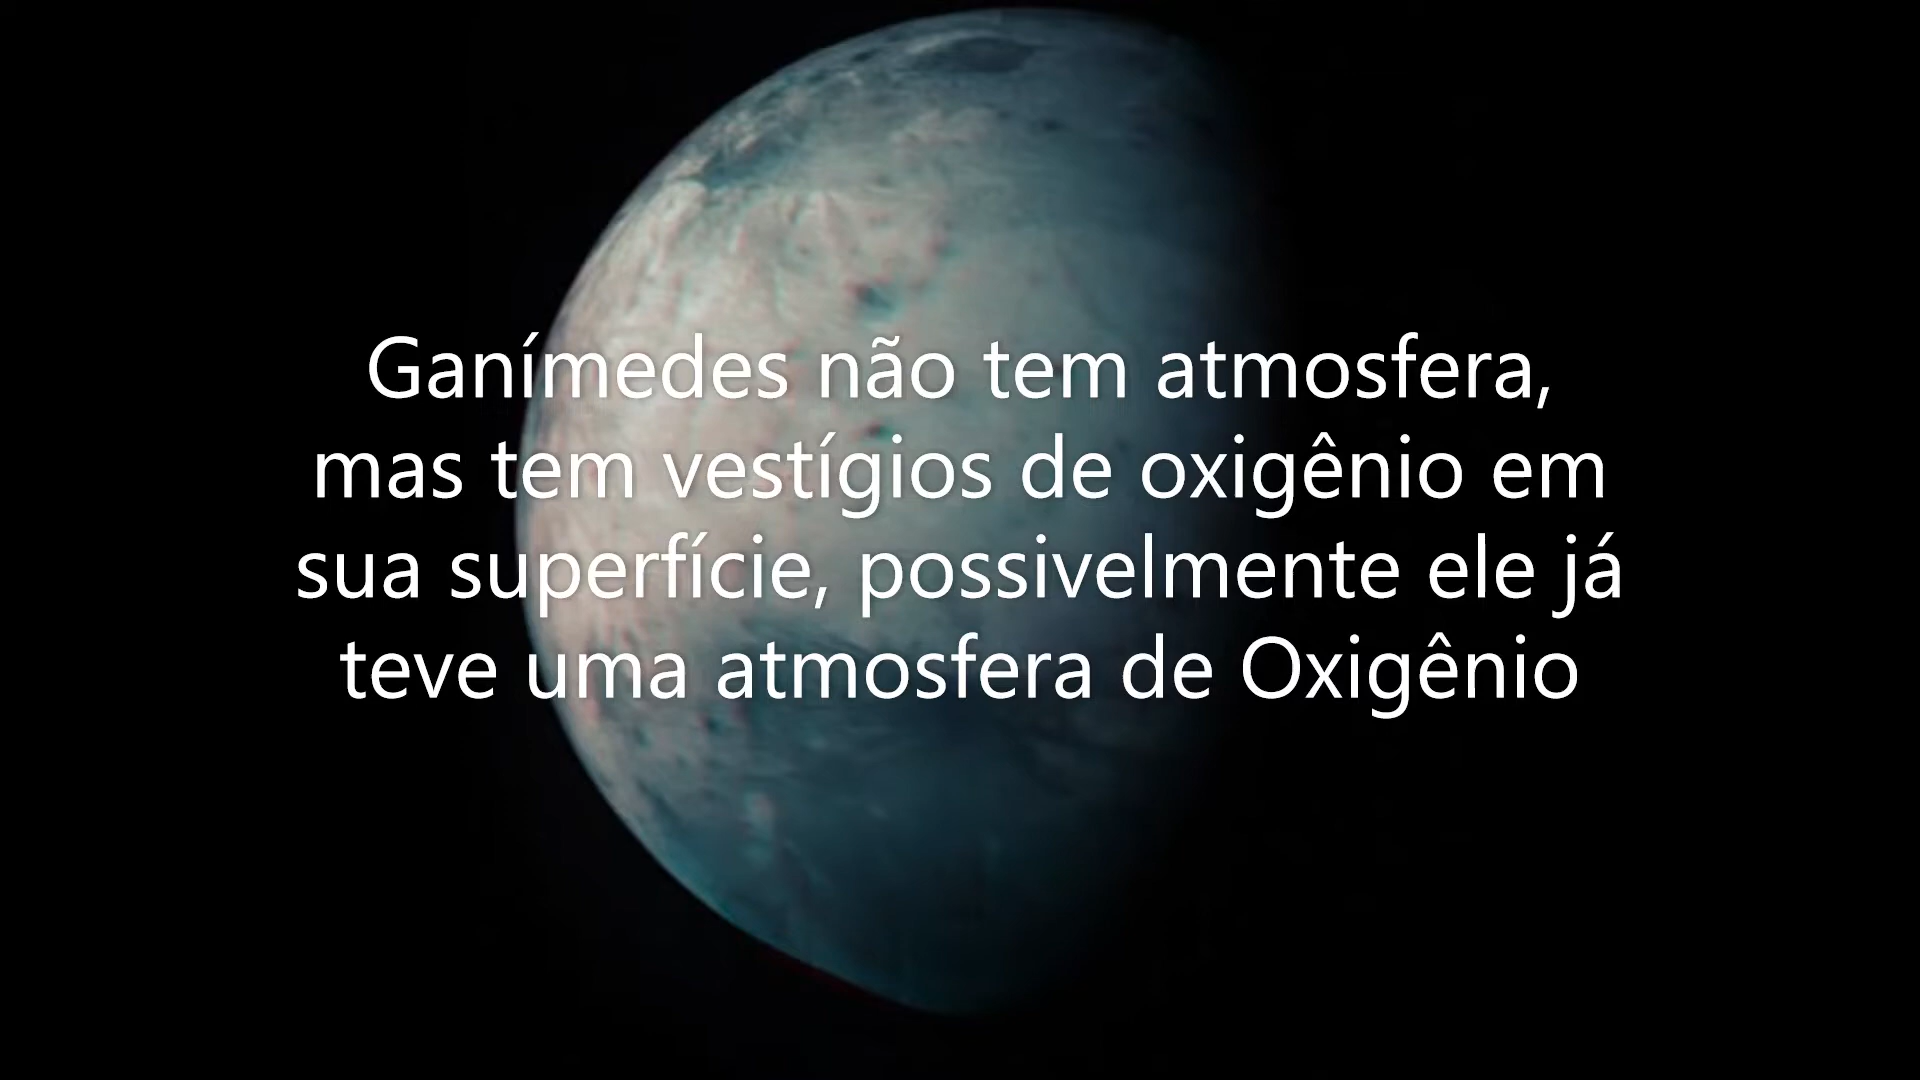 Ganímedes não tem atmosfera,
mas tem vestígios de oxigênio em
sua superfície, possivelmente ele já
teve uma atmosfera de Oxigênio